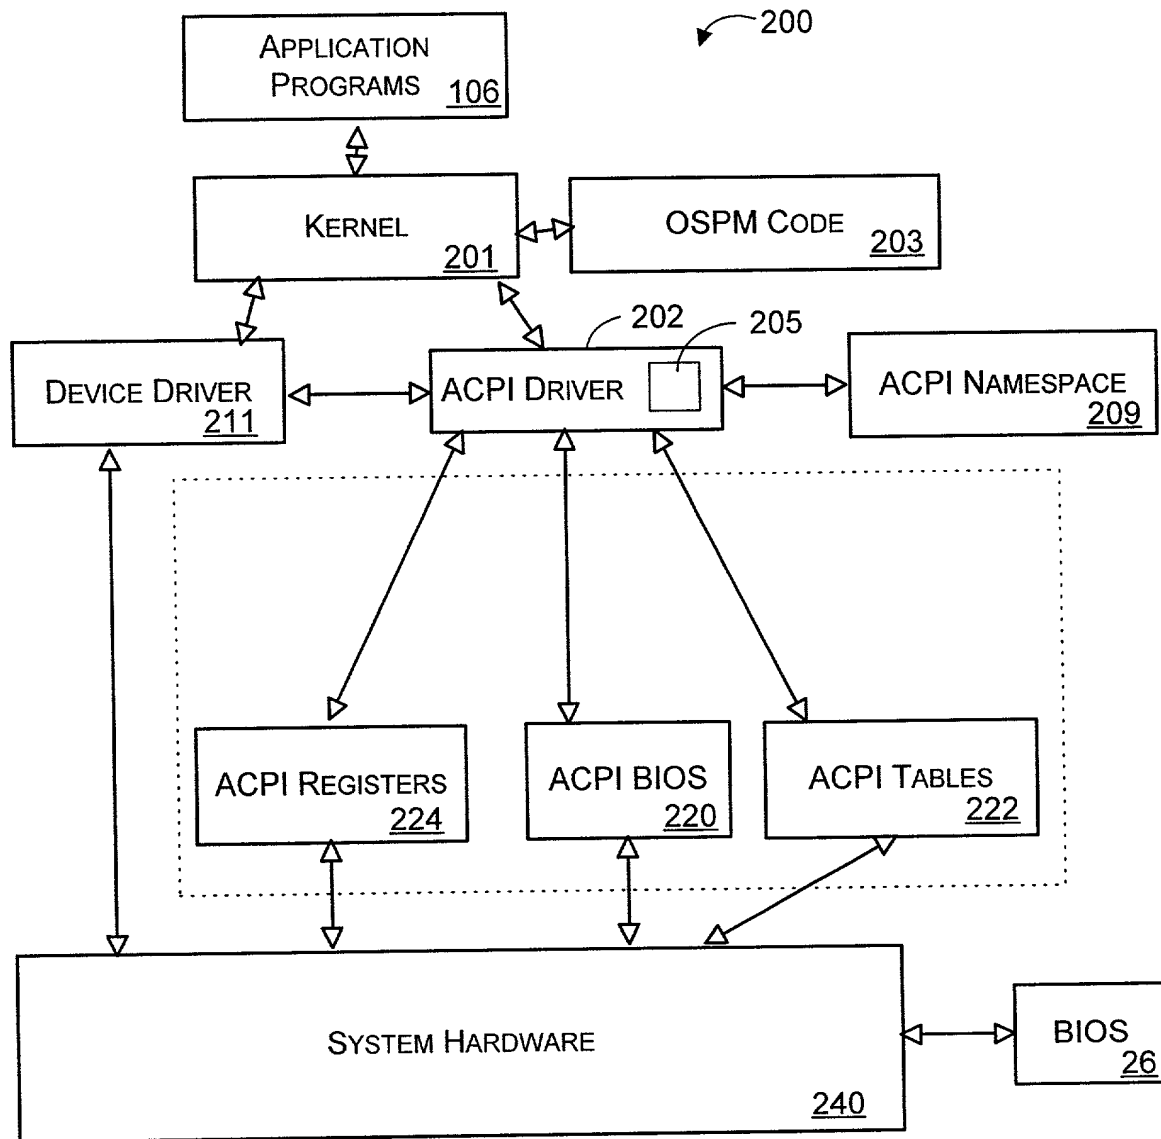 200
APPLICATION
PROGRAMS
106
KERNEL
201
OSPM CODE
203
202
205
DEVICE DRIVER
211
ACPI DRIVER
ACPI NAMESPACE
209
ACPI REGISTERS
224
ACPI BIOS
220
ACPI TABLES
222
SYSTEM HARDWARE
240
BIOS
26